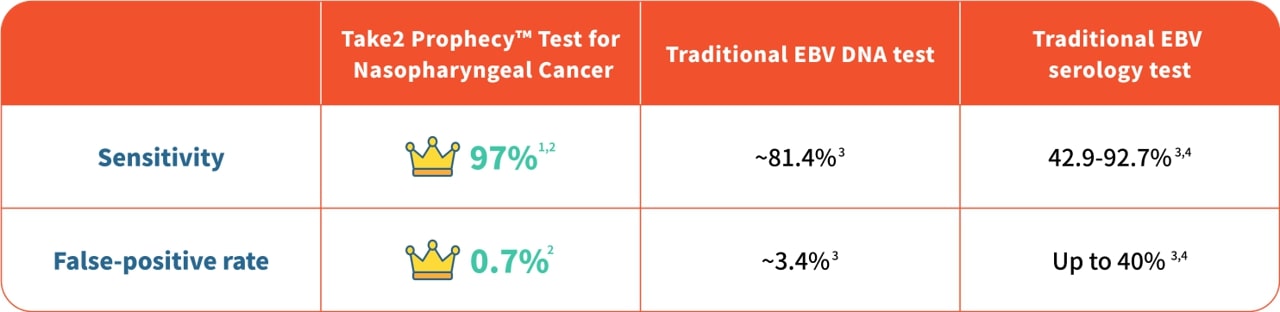 Take2 Prophecy™ Test for
Nasopharyngeal Cancer
Traditional EBV DNA test
Traditional EBV
serology test
Sensitivity
97%1,2
~81.4%3
42.9-92.7% 3,4
False-positive rate
0.7%2
~3.4%3
Up to 40% 3,4